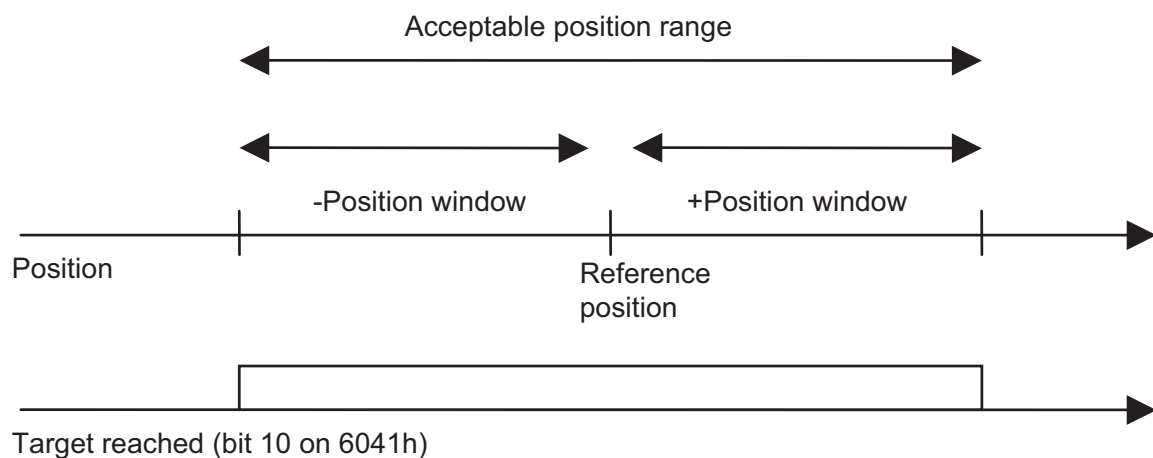 Acceptable position range
-Position window
+Position window
Position
Reference
position
Target reached (bit 10 on 6041h)